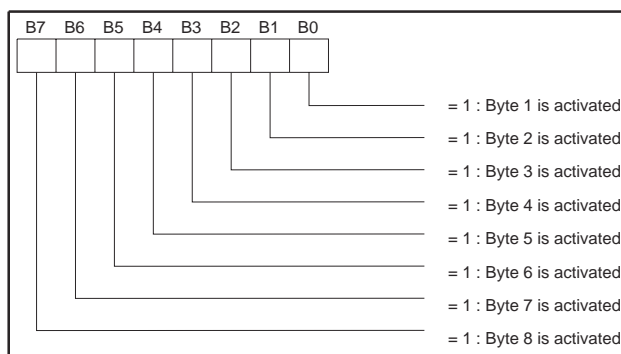 B7 B6 B5 B4 B3 B2 B1 B0
= 1 : Byte 1 is activated
= 1 : Byte 2 is activated
= 1 : Byte 3 is activated
= 1 : Byte 4 is activated
= 1 : Byte 5 is activated
= 1 : Byte 6 is activated
= 1 : Byte 7 is activated
= 1 : Byte 8 is activated